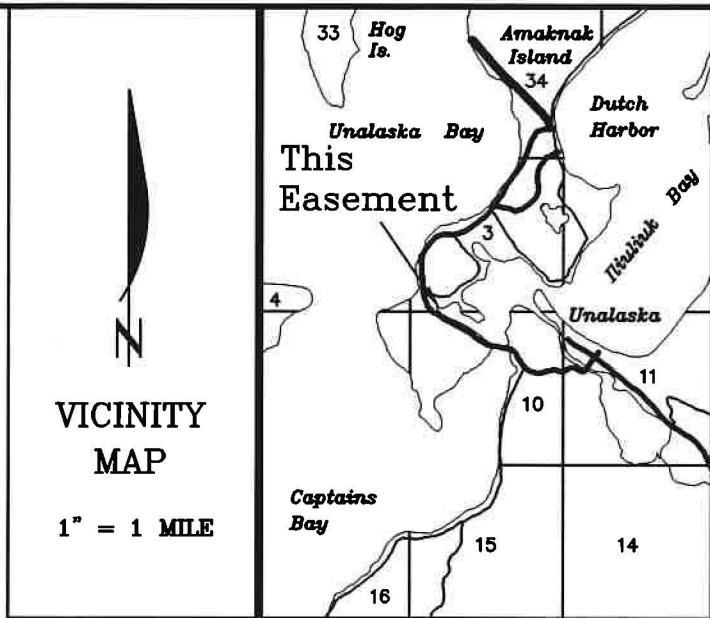 N
VICINITY
MAP
1" = 1 MILE
33
Hog
Is.
Amaknak
Island
34
Dutch
Harbor
Unalaska Bay
This
Easement
3
Iliuliuk Bay
4
Unalaska
11
10
Captains
Bay
15
14
16